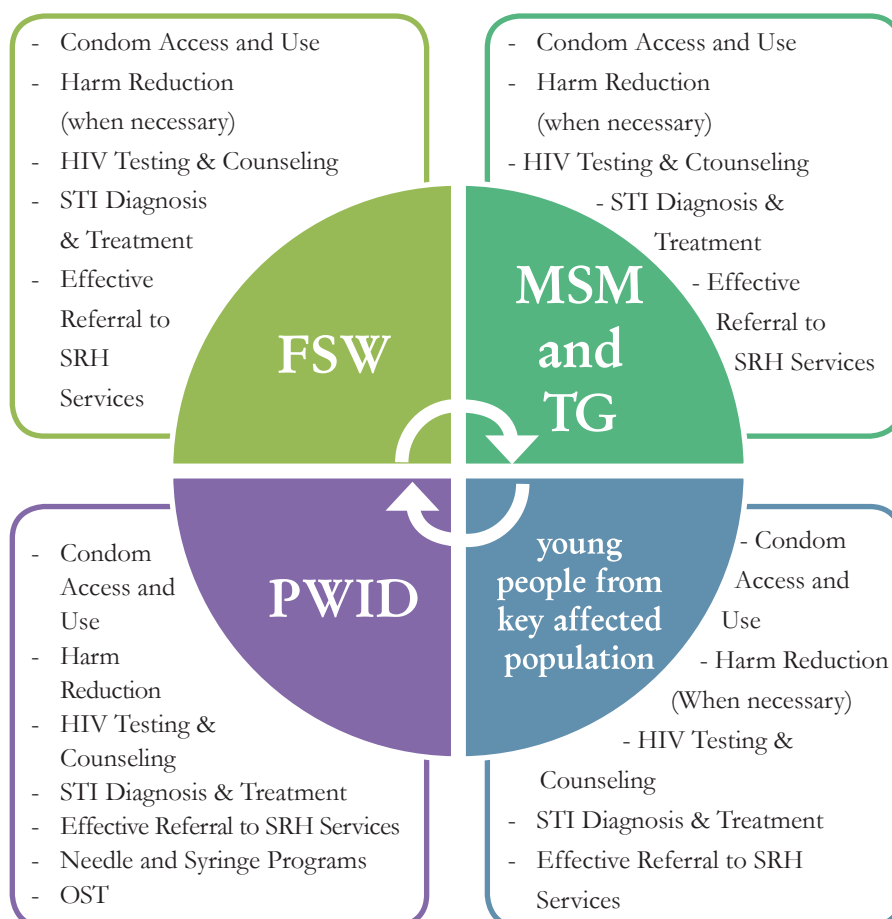 - Condom Access and Use
- Harm Reduction
(when necessary)
- HIV Testing & Counseling
- STI Diagnosis
& Treatment
- Effective
Referral to
SRH
Services
FSW
- Condom Access and Use
- Harm Reduction
(when necessary)
- HIV Testing & Ctounseling
- STI Diagnosis &
Treatment
- Effective
Referral to
SRH Services
MSM
and
TG
- Condom
Access and
Use
- Harm
Reduction
- HIV Testing &
Counseling
- STI Diagnosis & Treatment
- Effective Referral to SRH Services
- Needle and Syringe Programs
- OST
PWID
young
people from
key affected
population
- Condom
Access and
Use
- Harm Reduction
(When necessary)
- HIV Testing &
Counseling
- STI Diagnosis & Treatment
- Effective Referral to SRH
Services